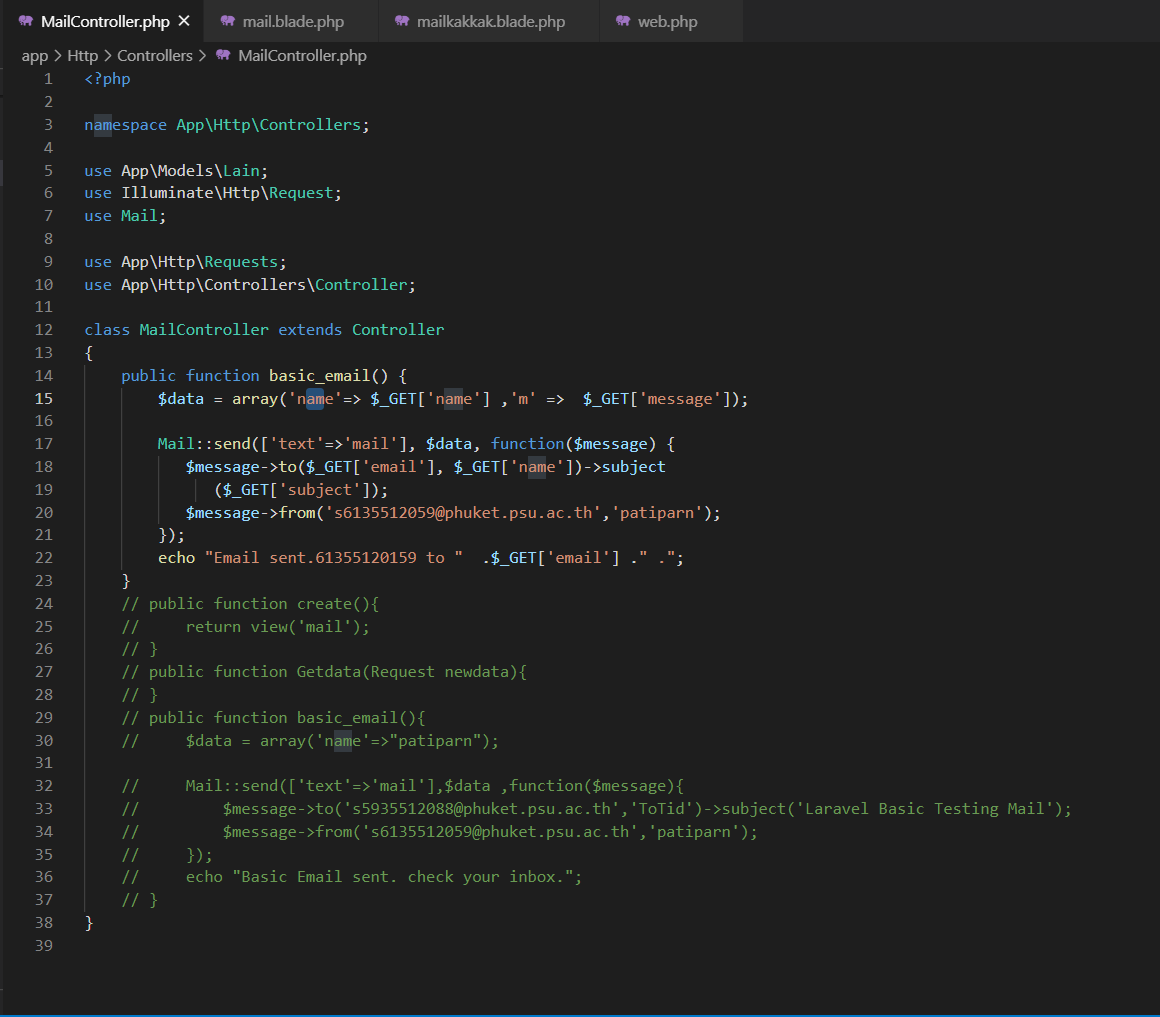 MailController.php × mail.blade.php mailkakkak.blade.php web.php
app > Http > Controllers > MailController.php
1 <?php
2
3 namespace App\Http\Controllers;
4
5 use App\Models\Lain;
6 use Illuminate\Http\Request;
7 use Mail;
8
9 use App\Http\Requests;
10 use App\Http\Controllers\Controller;
11
12 class MailController extends Controller
13 {
14     public function basic_email() {
15         $data = array('name'=> $_GET['name'] ,'m' =>  $_GET['message']);
16
17         Mail::send(['text'=>'mail'], $data, function($message) {
18            $message->to($_GET['email'], $_GET['name'])->subject
19               ($_GET['subject']);
20            $message->from('s6135512059@phuket.psu.ac.th','patiparn');
21         });
22         echo "Email sent.61355120159 to "  .$_GET['email'] ." .";
23     }
24     // public function create(){
25     //     return view('mail');
26     // }
27     // public function Getdata(Request newdata){
28     // }
29     // public function basic_email(){
30     //     $data = array('name'=>"patiparn");
31
32     //     Mail::send(['text'=>'mail'],$data ,function($message){
33     //         $message->to('s5935512088@phuket.psu.ac.th','ToTid')->subject('Laravel Basic Testing Mail');
34     //         $message->from('s6135512059@phuket.psu.ac.th','patiparn');
35     //     });
36     //     echo "Basic Email sent. check your inbox.";
37     // }
38 }
39